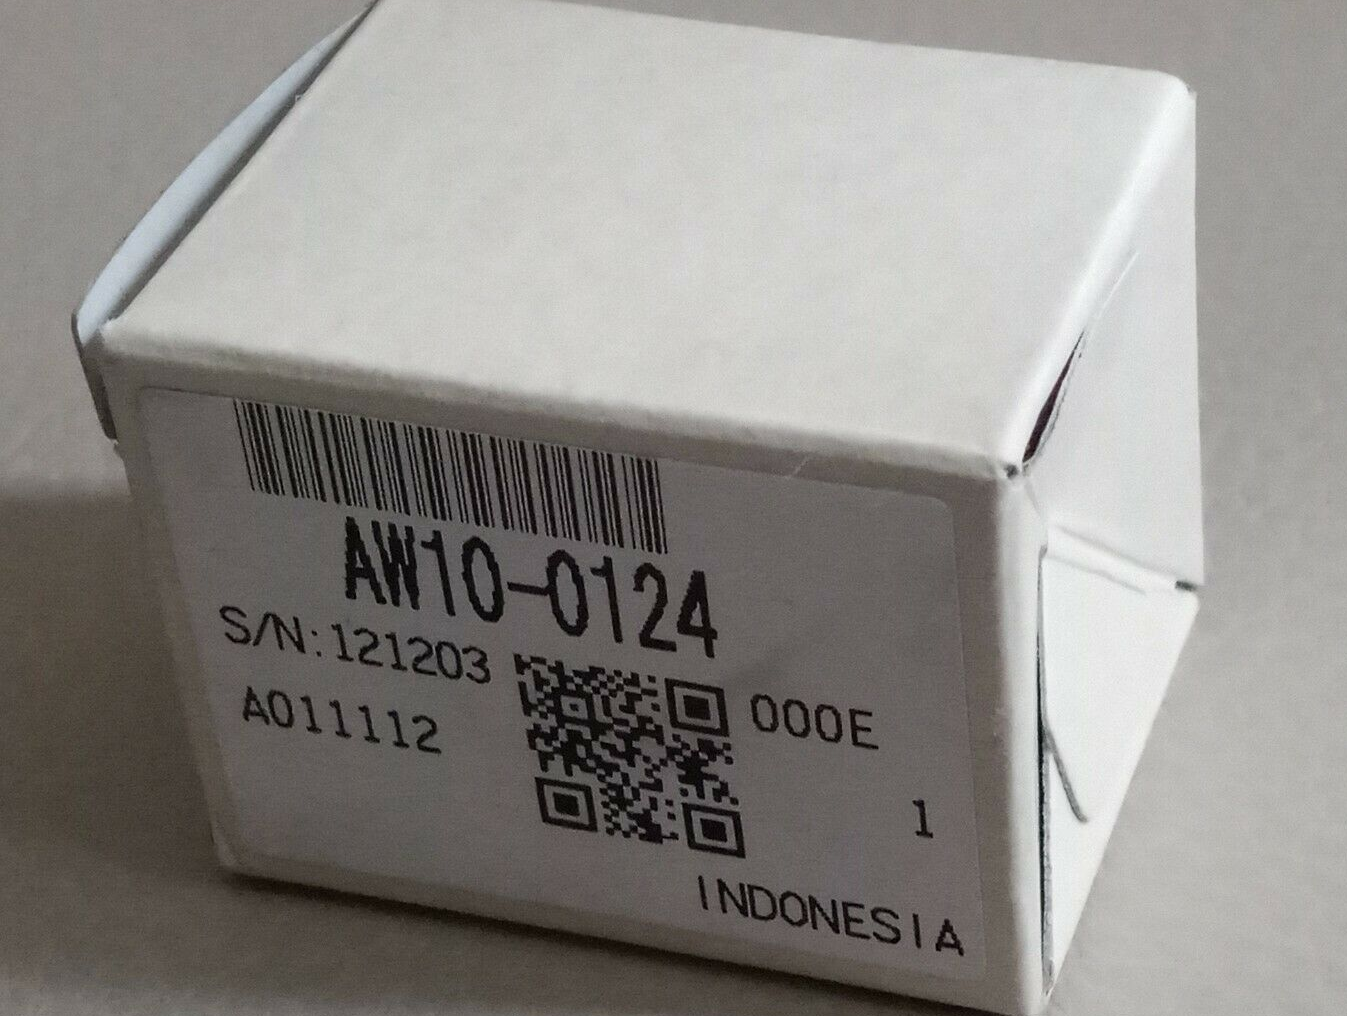 AW10-0124
S/N:121203
A011112
000E
1
INDONESIA